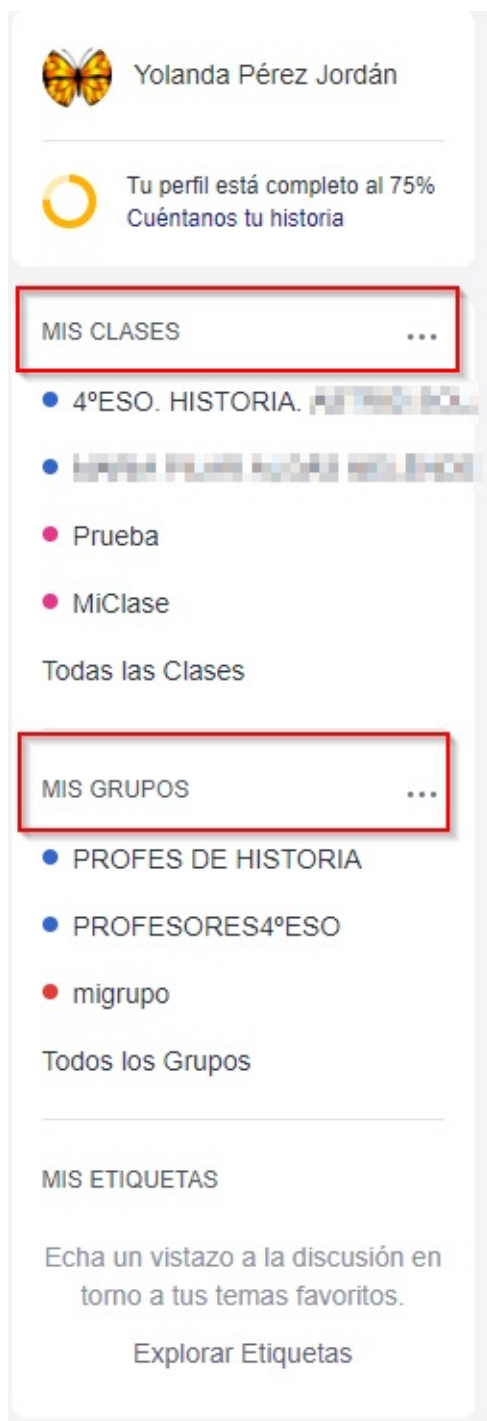 Yolanda Pérez Jordán
Tu perfil está completo al 75%
Cuéntanos tu historia
MIS CLASES ...
4ºESO. HISTORIA.
Prueba
MiClase
Todas las Clases
MIS GRUPOS ...
PROFES DE HISTORIA
PROFESORES4ºESO
migrupo
Todos los Grupos
MIS ETIQUETAS
Echa un vistazo a la discusión en
torno a tus temas favoritos.
Explorar Etiquetas